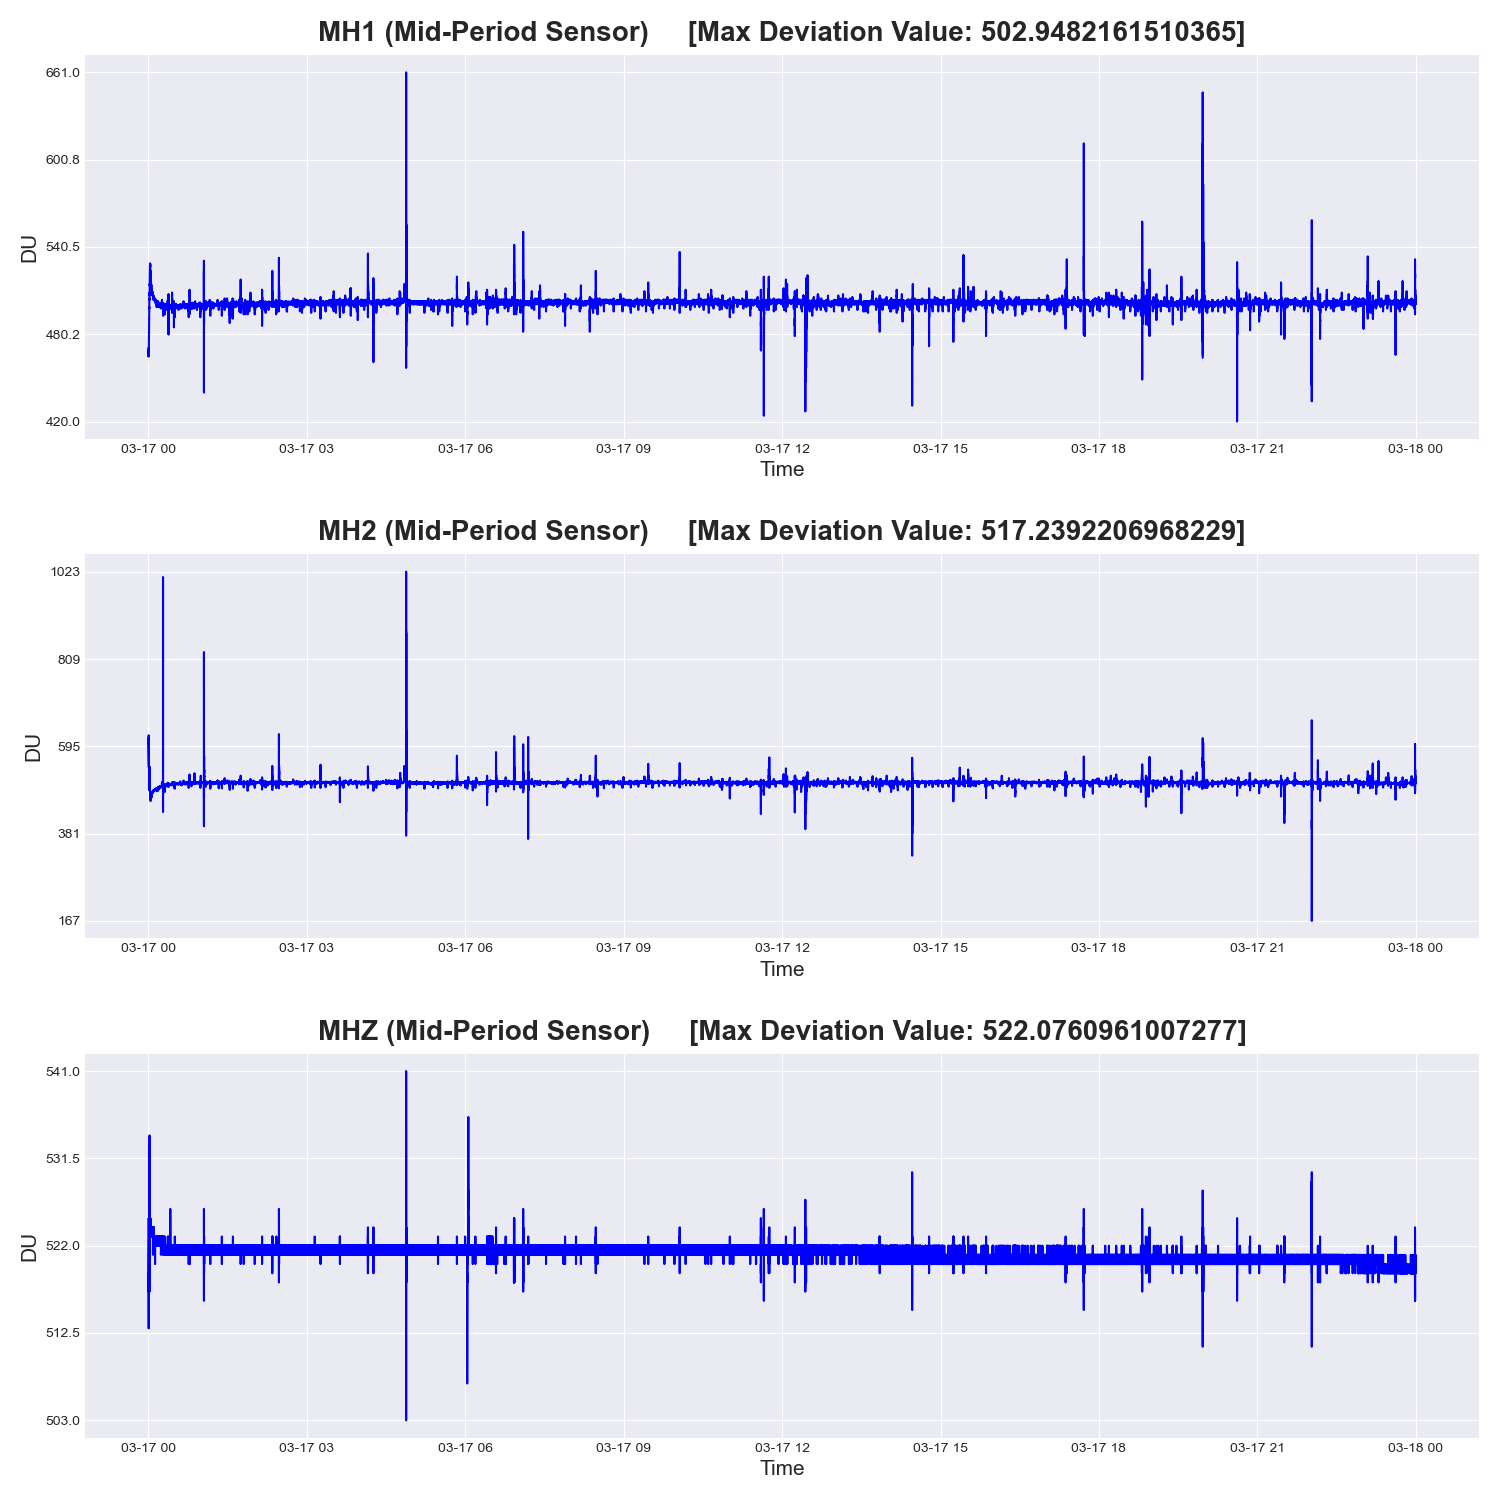 MH1 (Mid-Period Sensor) [Max Deviation Value: 502.9482161510365]
661.0
600.8
540.5
480.2
420.0
DU
03-17 00 03-17 03 03-17 06 03-17 09 03-17 12 03-17 15 03-17 18 03-17 21 03-18 00
Time
MH2 (Mid-Period Sensor) [Max Deviation Value: 517.2392206968229]
1023
809
595
381
167
DU
03-17 00 03-17 03 03-17 06 03-17 09 03-17 12 03-17 15 03-17 18 03-17 21 03-18 00
Time
MHZ (Mid-Period Sensor) [Max Deviation Value: 522.0760961007277]
541.0
531.5
522.0
512.5
503.0
DU
03-17 00 03-17 03 03-17 06 03-17 09 03-17 12 03-17 15 03-17 18 03-17 21 03-18 00
Time